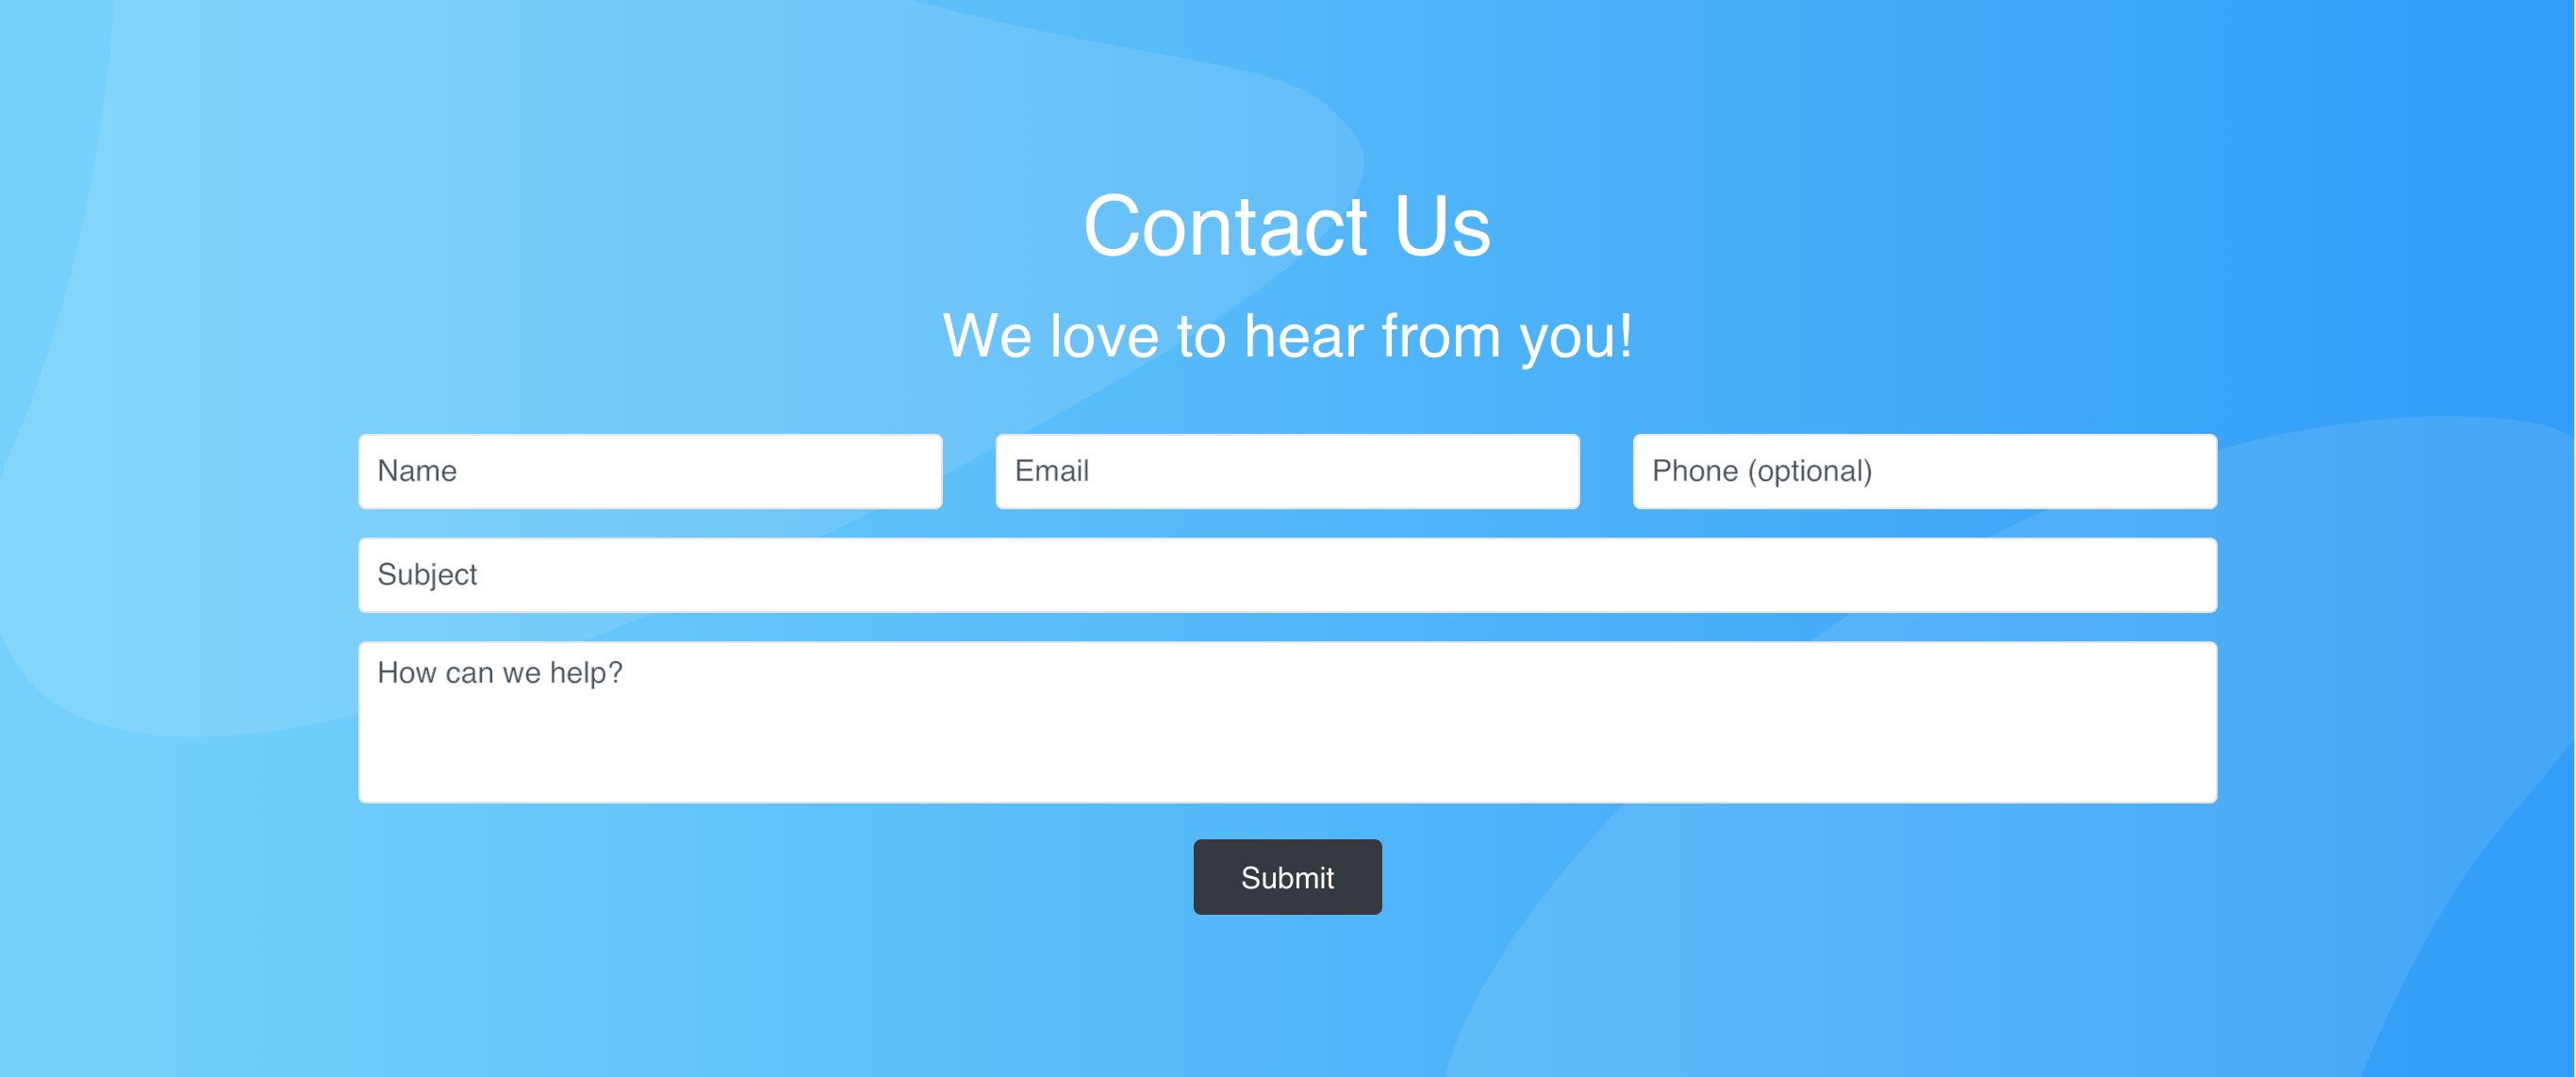 Contact Us
We love to hear from you!
Name
Email
Phone (optional)
Subject
How can we help?
Submit